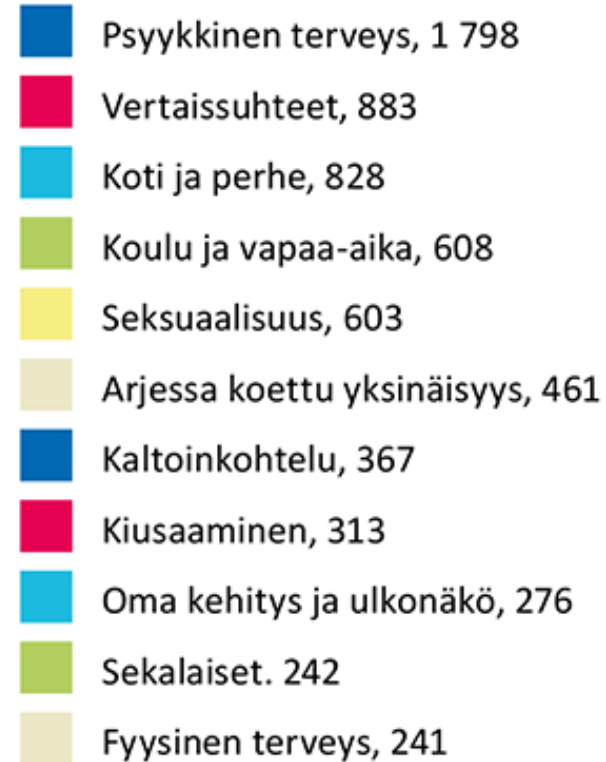 Psyykkinen terveys, 1 798
Vertaissuhteet, 883
Koti ja perhe, 828
Koulu ja vapaa-aika, 608
Seksuaalisuus, 603
Arjessa koettu yksinäisyys, 461
Kaltoinkohtelu, 367
Kiusaaminen, 313
Oma kehitys ja ulkonäkö, 276
Sekalaiset. 242
Fyysinen terveys, 241